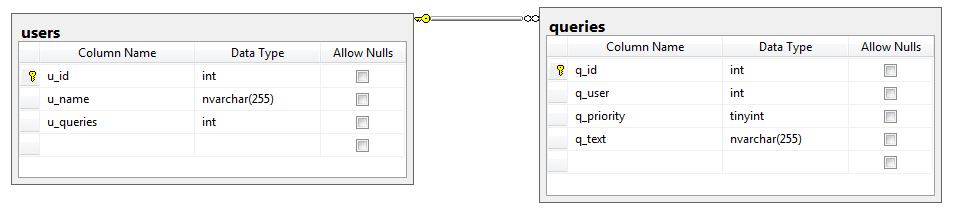 users
Column Name Data Type Allow Nulls
u_id int
u_name nvarchar(255)
u_queries int
queries
Column Name Data Type Allow Nulls
q_id int
q_user int
q_priority tinyint
q_text nvarchar(255)